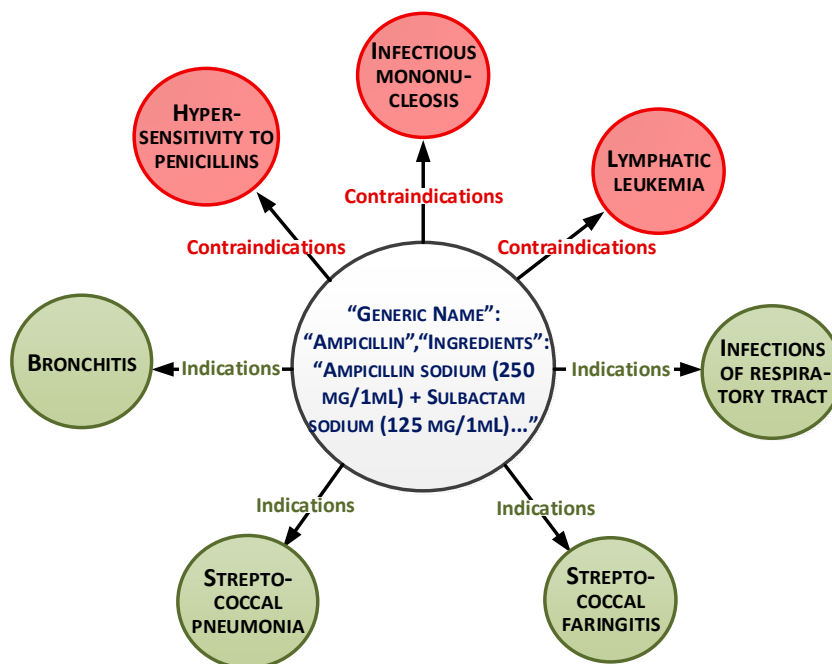 INFECTIOUS
MONONU-
CLEOSIS
HYPER-
SENSITIVITY TO
PENICILLINS
LYMPHATIC
LEUKEMIA
Contraindications
Contraindications
Contraindications
“GENERIC NAME”:
“AMPICILLIN”,“INGREDIENTS”:
“AMPICILLIN SODIUM (250
MG/1ML) + SULBACTAM
SODIUM (125 MG/1ML)...”
BRONCHITIS
Indications
Indications
INFECTIONS
OF RESPIRA-
TORY TRACT
Indications
Indications
STREPTO-
COCCAL
PNEUMONIA
STREPTO-
COCCAL
FARINGITIS